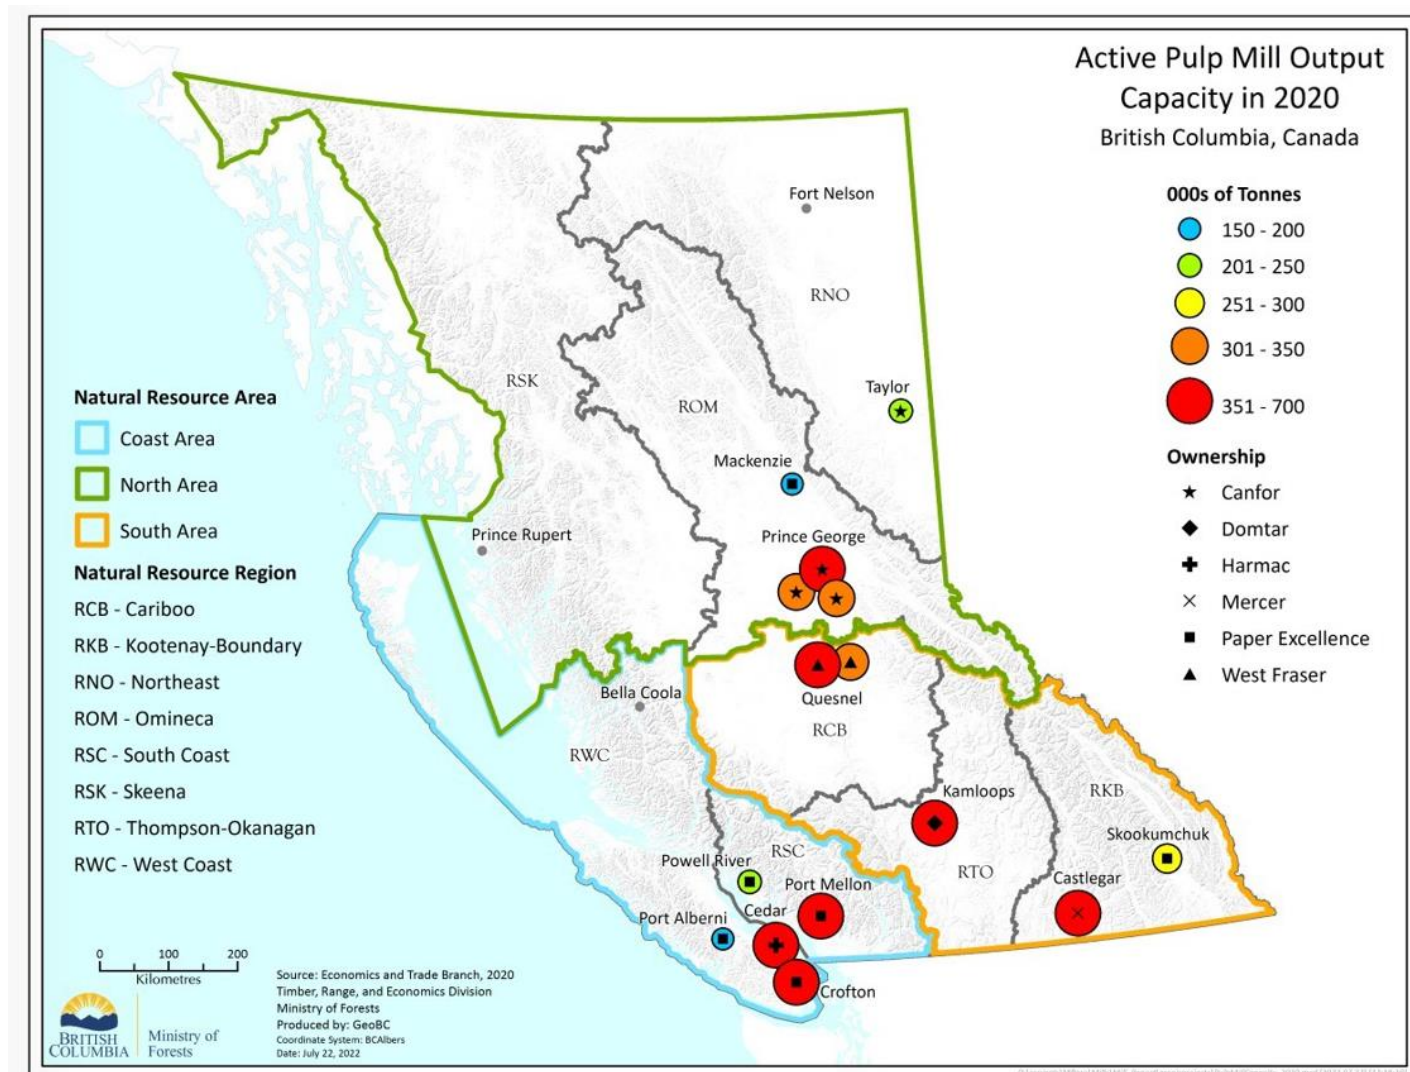 Active Pulp Mill Output
Capacity in 2020
British Columbia, Canada
000s of Tonnes
150 - 200
201 - 250
251 - 300
301 - 350
351 - 700
Ownership
Canfor
Domtar
Harmac
Mercer
Paper Excellence
West Fraser
Natural Resource Area
Coast Area
North Area
South Area
Natural Resource Region
RCB - Cariboo
RKB - Kootenay-Boundary
RNO - Northeast
ROM - Omineca
RSC - South Coast
RSK - Skeena
RTO - Thompson-Okanagan
RWC - West Coast
Fort Nelson
RNO
RSK
Taylor
ROM
Mackenzie
Prince Rupert
Prince George
Bella Coola
Quesnel
RCB
RWC
Kamloops
RKB
Skookumchuk
RSC
Powell River
RTO
Castlegar
Port Mellon
Port Alberni
Cedar
Crofton
0 100 200
Kilometres
BRITISH
COLUMBIA
Ministry of
Forests
Source: Economics and Trade Branch, 2020
Timber, Range, and Economics Division
Ministry of Forests
Produced by: GeoBC
Coordinate System: BCAlbers
Date: July 22, 2022